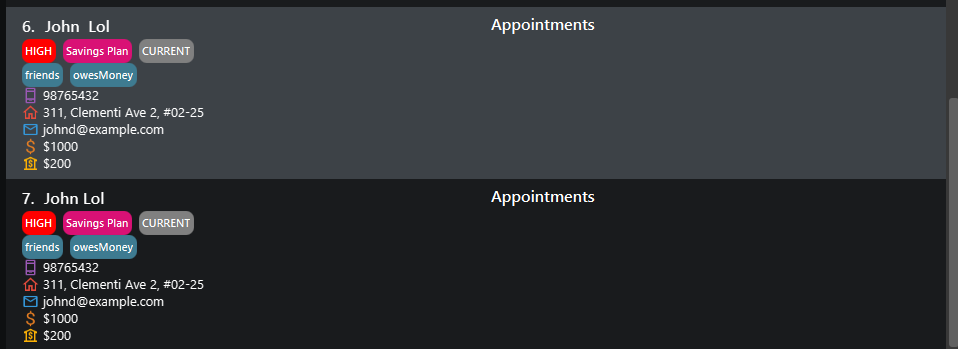 6.  John  Lol
Appointments
HIGH Savings Plan CURRENT
friends owesMoney
98765432
311, Clementi Ave 2, #02-25
johnd@example.com
$1000
$200
7.  John Lol
Appointments
HIGH Savings Plan CURRENT
friends owesMoney
98765432
311, Clementi Ave 2, #02-25
johnd@example.com
$1000
$200